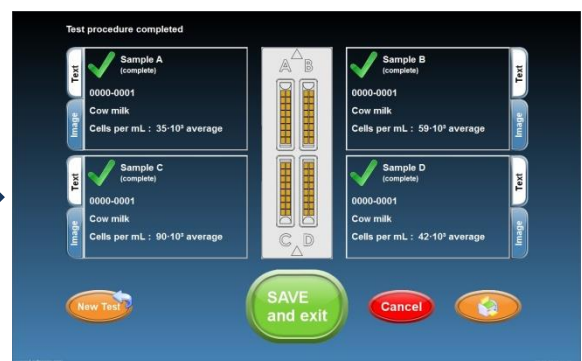 Test procedure completed
Text
Image
Sample A
(complete)
0000-0001
Cow milk
Cells per mL : 35·10³ average
A B
Sample B
(complete)
0000-0001
Cow milk
Cells per mL : 59·10³ average
Text
Image
Text
Image
Sample C
(complete)
0000-0001
Cow milk
Cells per mL : 90·10³ average
C D
Sample D
(complete)
0000-0001
Cow milk
Cells per mL : 42·10³ average
Text
Image
New Test
SAVE
and exit
Cancel